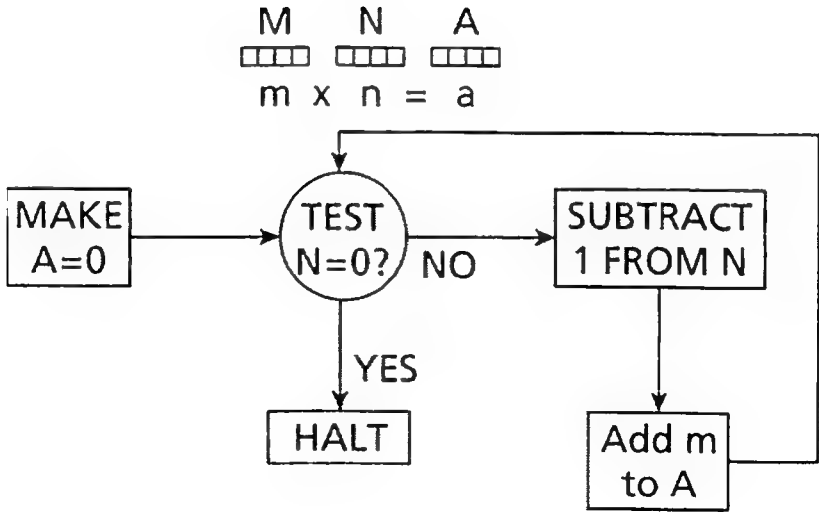 M N A
m x n = a
MAKE
A=0
TEST
N=0?
NO
SUBTRACT
1 FROM N
YES
HALT
Add m
to A